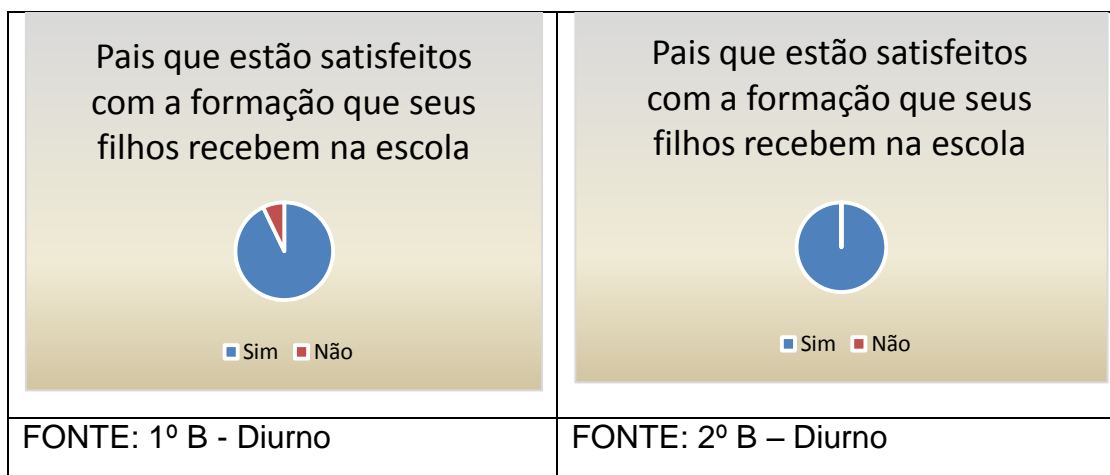 Pais que estão satisfeitos
com a formação que seus
filhos recebem na escola
Sim Não
FONTE: 1º B - Diurno
Pais que estão satisfeitos
com a formação que seus
filhos recebem na escola
Sim Não
FONTE: 2º B – Diurno